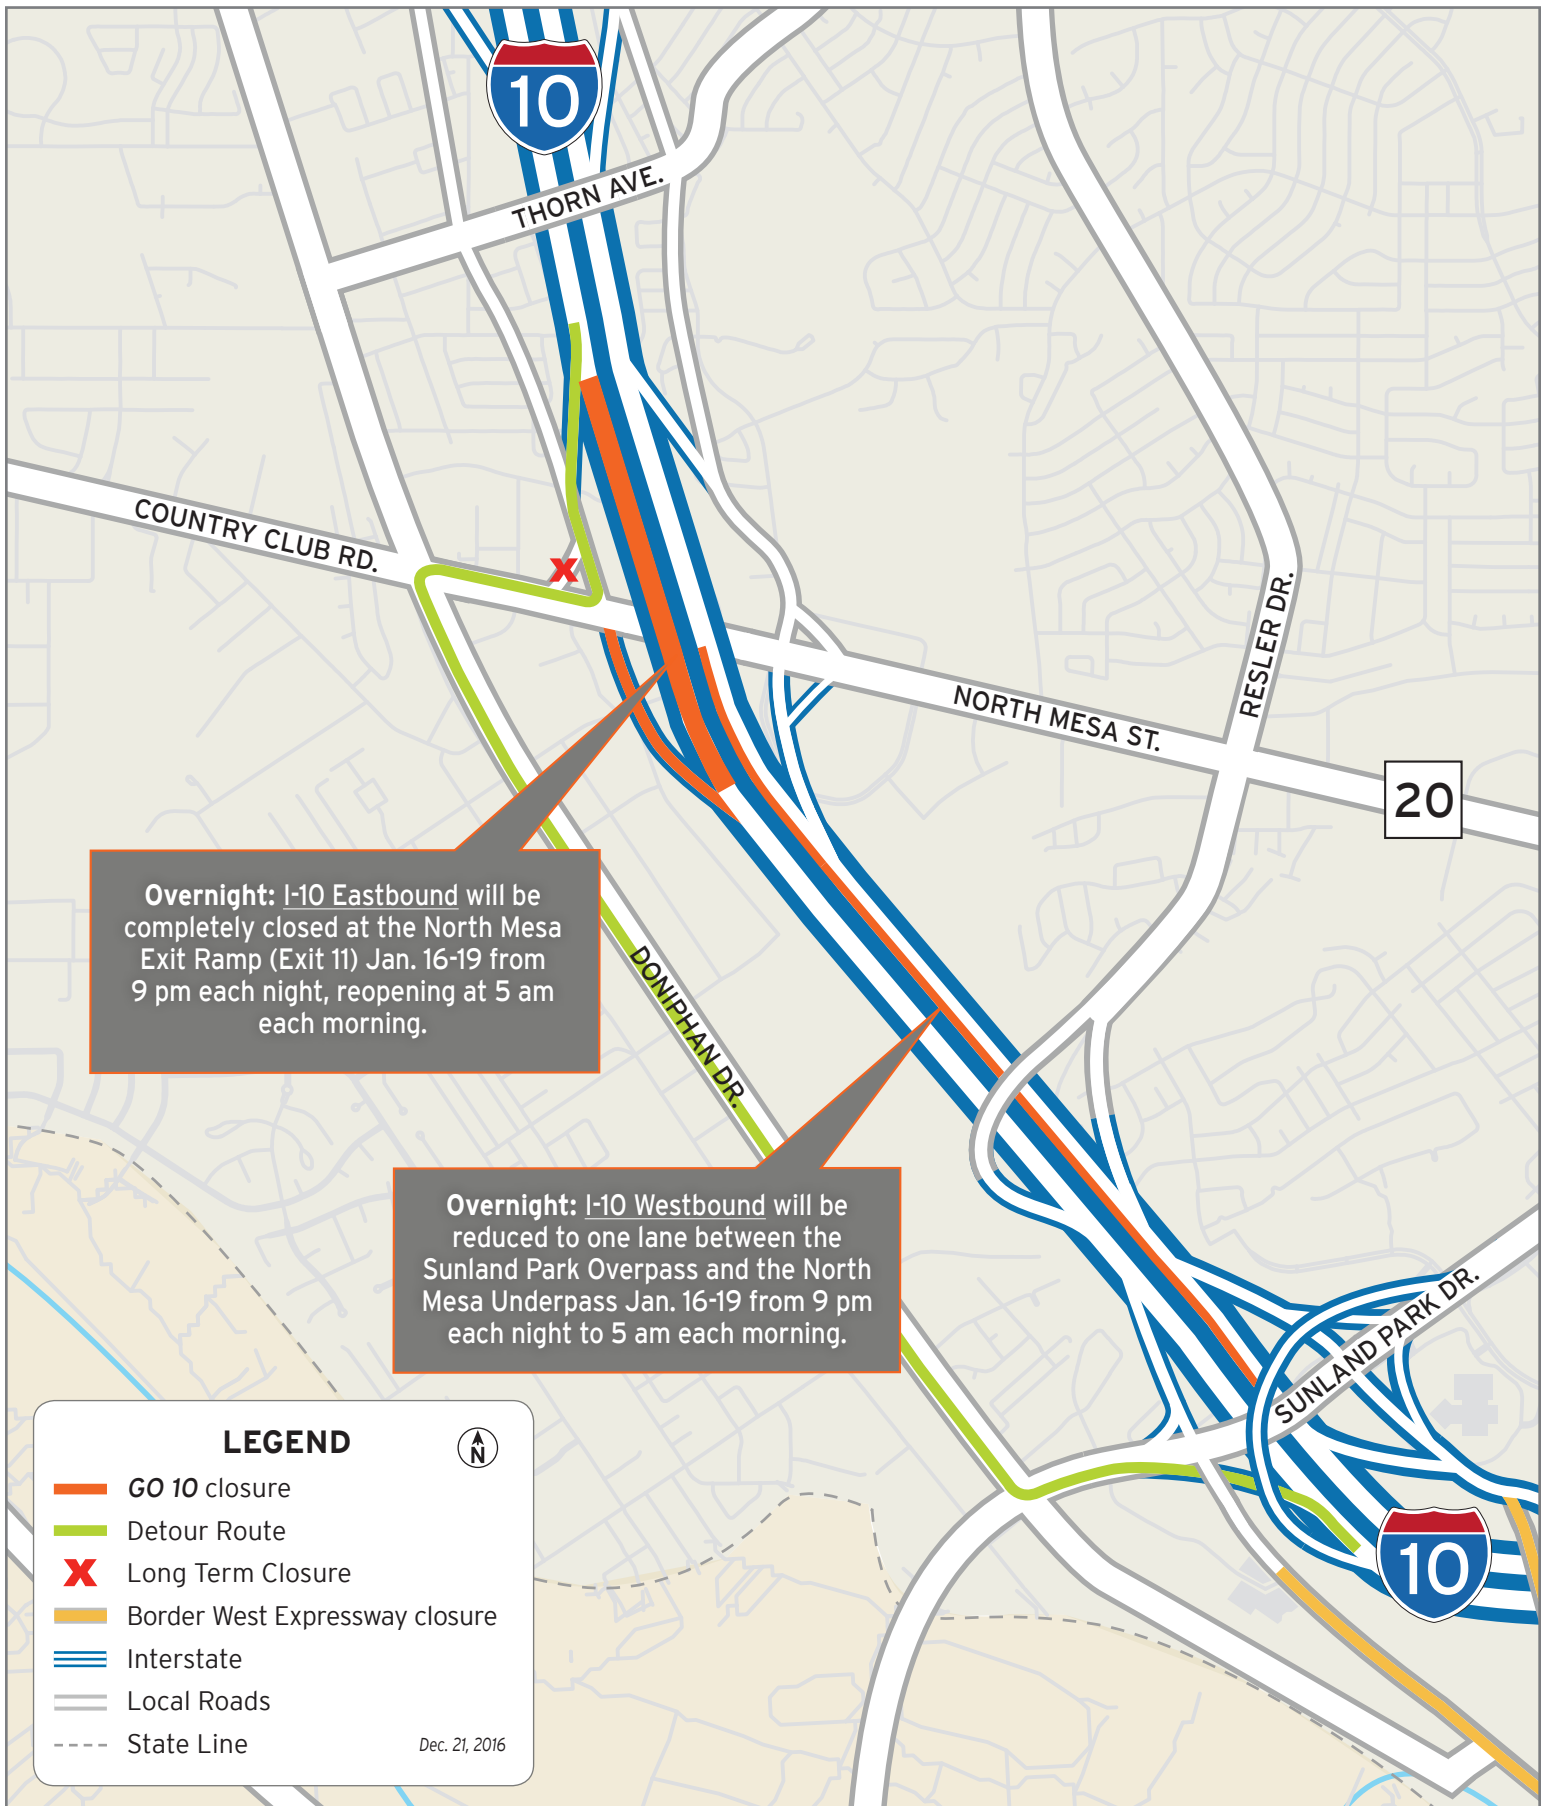 10
THORN AVE.
COUNTRY CLUB RD.
RESLER DR.
NORTH MESA ST.
20
Overnight: I-10 Eastbound will be
completely closed at the North Mesa
Exit Ramp (Exit 11) Jan. 16-19 from
9 pm each night, reopening at 5 am
each morning.
DONIPHAN DR.
Overnight: I-10 Westbound will be
reduced to one lane between the
Sunland Park Overpass and the North
Mesa Underpass Jan. 16-19 from 9 pm
each night to 5 am each morning.
SUNLAND PARK DR.
10
LEGEND
N
GO 10 closure
Detour Route
X Long Term Closure
Border West Expressway closure
Interstate
Local Roads
State Line
Dec. 21, 2016